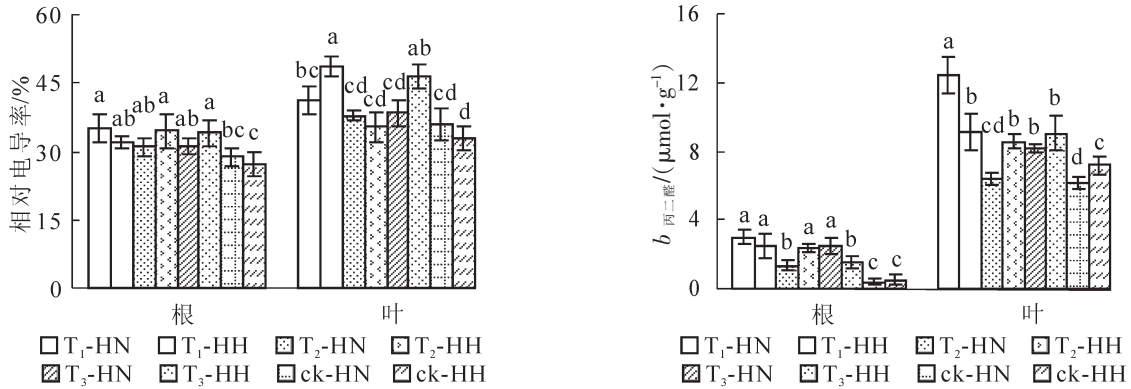 60
45
30
15
0
相对电导率/%
a ab ab a ab a bc c
bc a cd cd cd ab cd d
根 叶
T₁-HN T₁-HH T₂-HN T₂-HH
T₃-HN T₃-HH ck-HN ck-HH
16
12
8
4
0
b丙二醛/(μmol·g⁻¹)
a a b a a b c c
a b cd b b b d c
根 叶
T₁-HN T₁-HH T₂-HN T₂-HH
T₃-HN T₃-HH ck-HN ck-HH